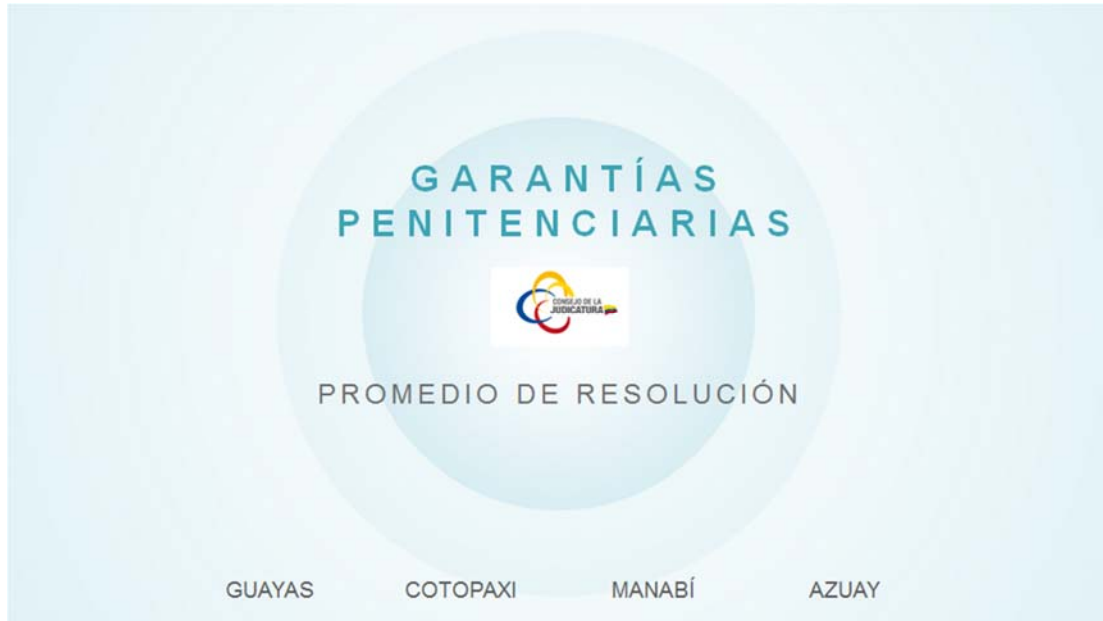 GARANTÍAS
PENITENCIARIAS
CONSEJO DE LA
JUDICATURA
PROMEDIO DE RESOLUCIÓN
GUAYAS COTOPAXI MANABÍ AZUAY